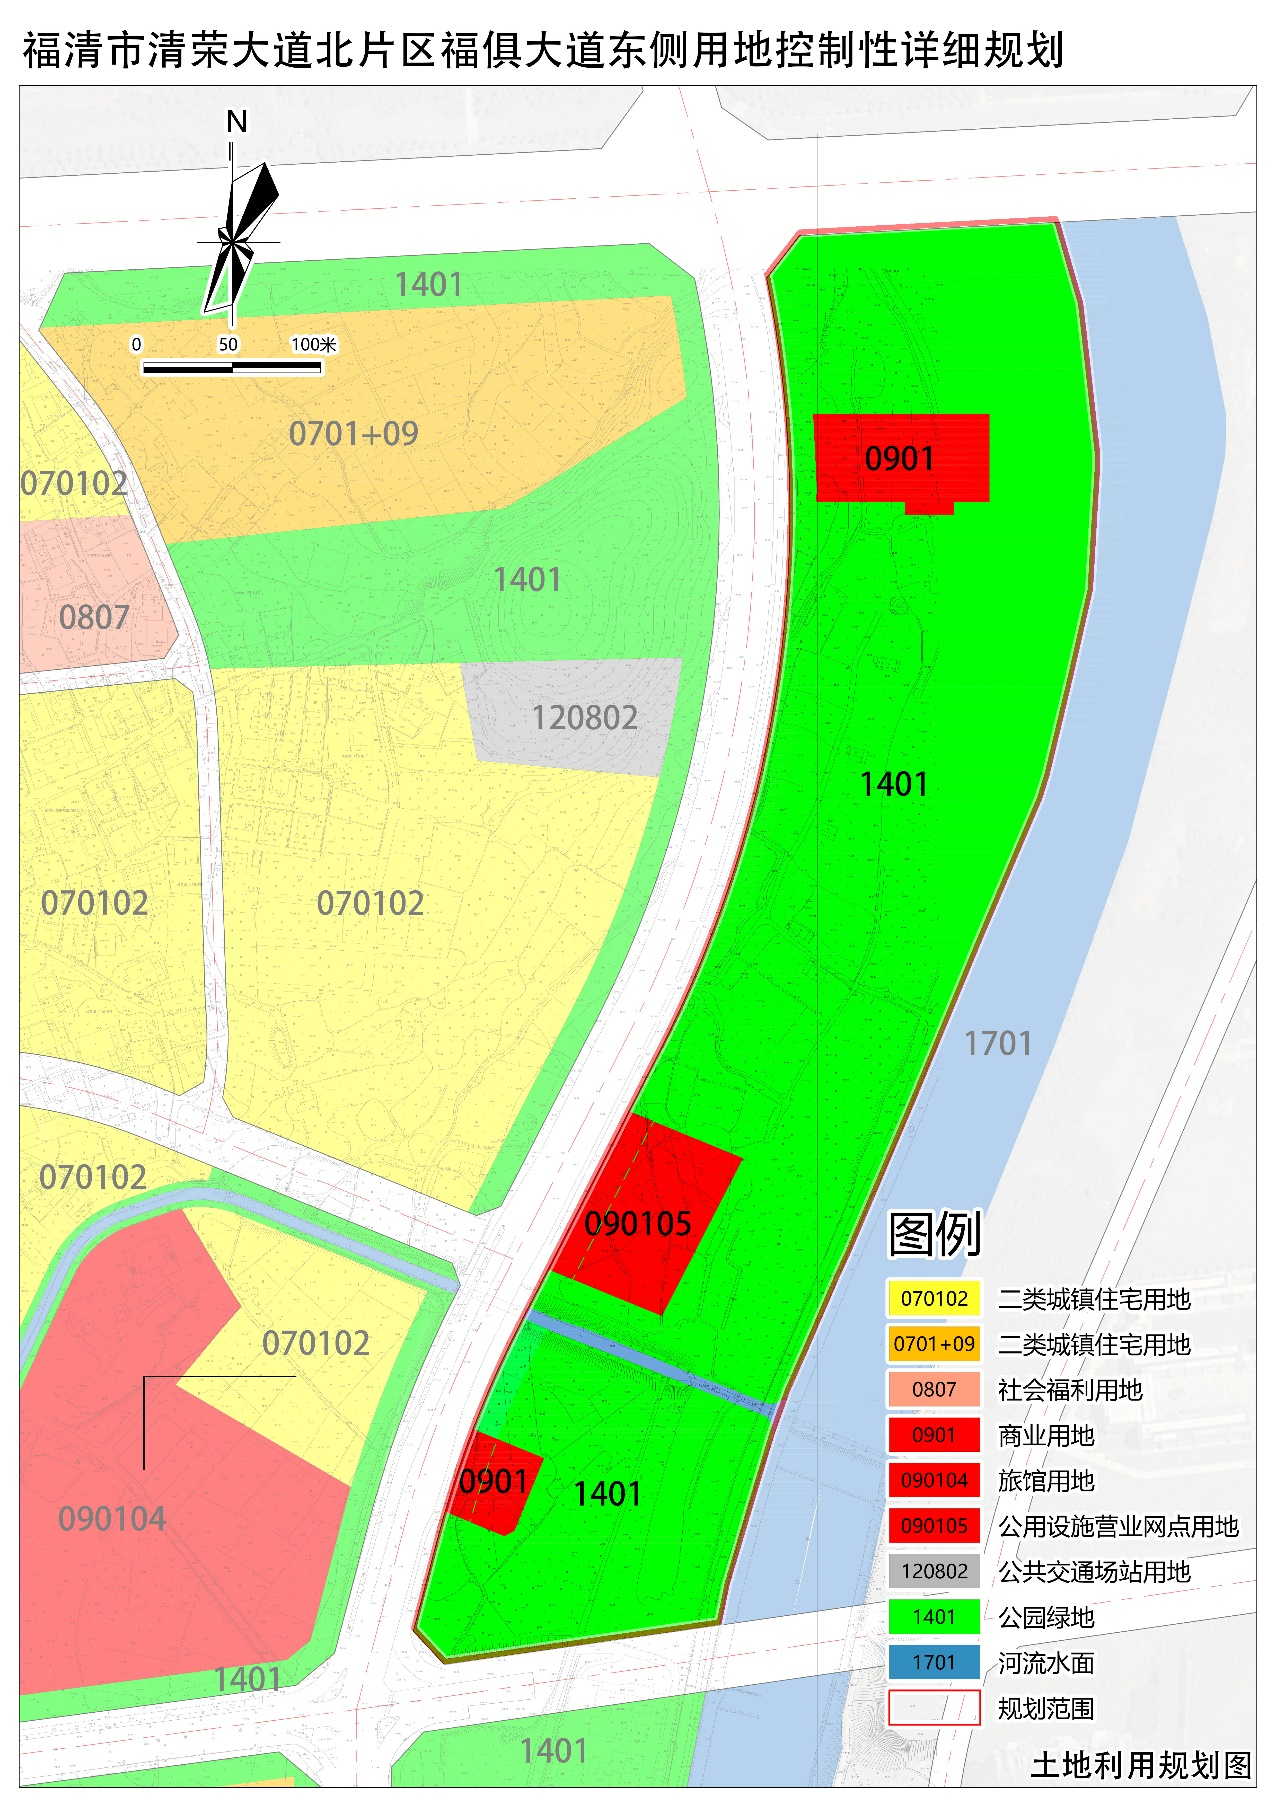 福清市清荣大道北片区福俱大道东侧用地控制性详细规划
N
0 50 100米
1401
0701+09
070102
0901
1401
0807
120802
1401
070102
070102
1701
070102
090105
070102
0901
1401
090104
1401
1401
图例
070102 二类城镇住宅用地
0701+09 二类城镇住宅用地
0807 社会福利用地
0901 商业用地
090104 旅馆用地
090105 公用设施营业网点用地
120802 公共交通场站用地
1401 公园绿地
1701 河流水面
规划范围
土地利用规划图